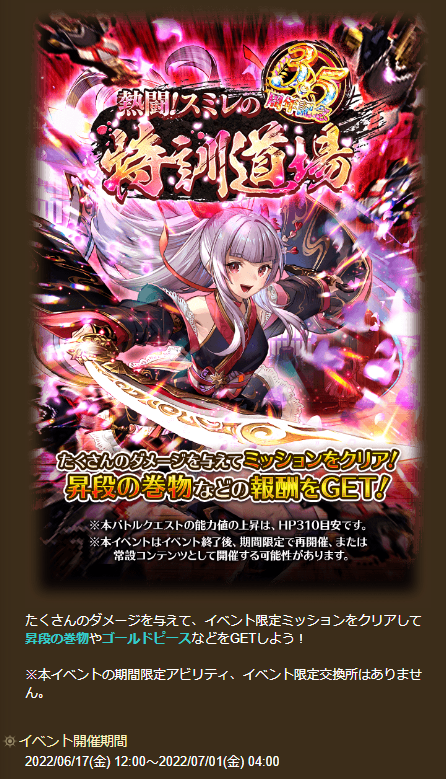 3.5
周年記念
熱闘!スミレの
特訓道場
たくさんのダメージを与えてミッションをクリア!
昇段の巻物などの報酬をGET!
※本バトルクエストの能力値の上昇は、HP310目安です。
※本イベントはイベント終了後、期間限定で再開催、または
常設コンテンツとして開催する可能性があります。
たくさんのダメージを与えて、イベント限定ミッションをクリアして
昇段の巻物やゴールドピースなどをGETしよう!
※本イベントの期間限定アビリティ、イベント限定交換所はありませ
ん。
イベント開催期間
2022/06/17(金) 12:00～2022/07/01(金) 04:00